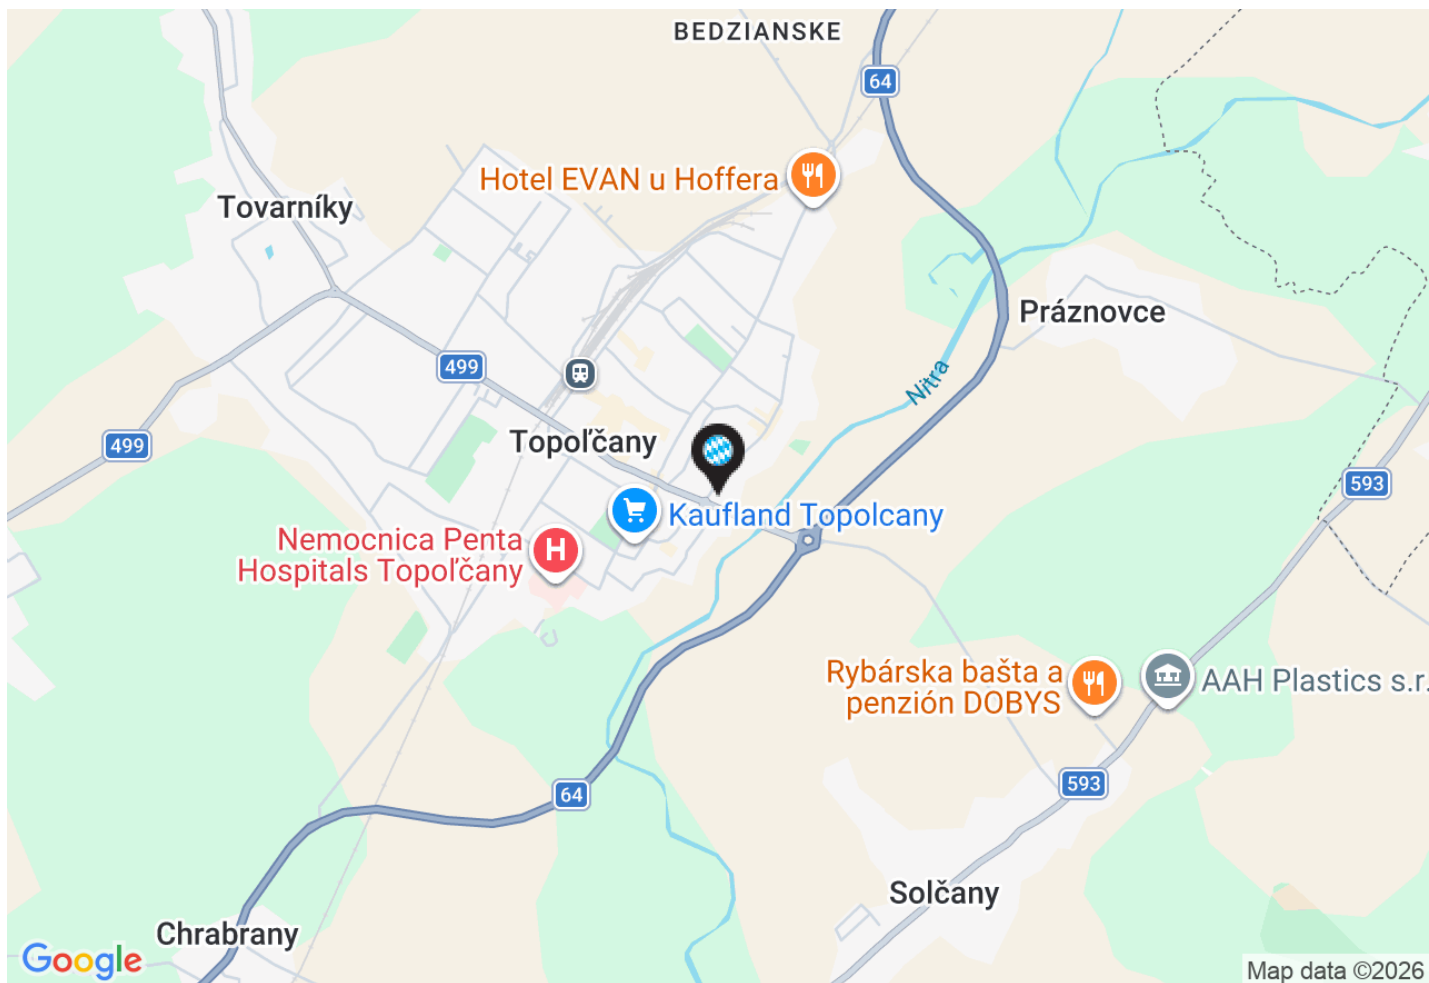 BEDZIANSKE
64
Hotel EVAN u Hoffera
Tovarníky
Práznovce
499
Nitra
499
Topoľčany
593
Kaufland Topolcany
Nemocnica Penta
Hospitals Topoľčany
H
Rybárska bašta a
penzión DOBYS
AAH Plastics s.r.
593
64
Solčany
Chrabrany
Google
Map data ©2026